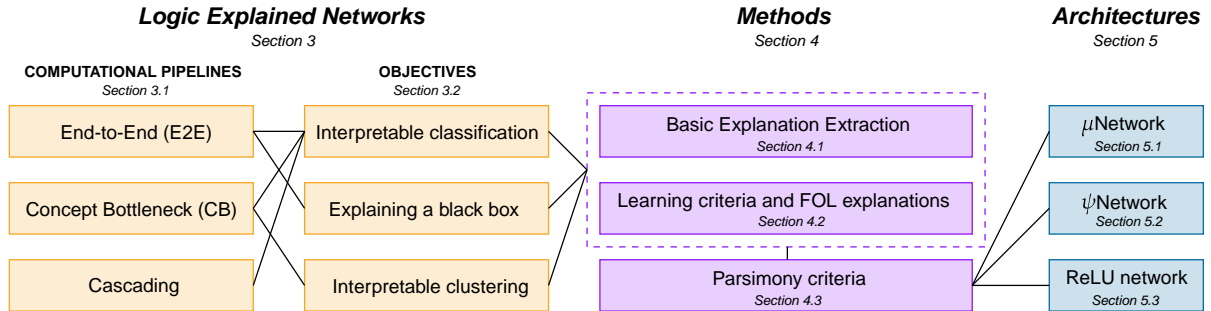 Logic Explained Networks
Section 3
Methods
Section 4
Architectures
Section 5
COMPUTATIONAL PIPELINES
Section 3.1
OBJECTIVES
Section 3.2
End-to-End (E2E)
Interpretable classification
Basic Explanation Extraction
Section 4.1
μNetwork
Section 5.1
Concept Bottleneck (CB)
Explaining a black box
Learning criteria and FOL explanations
Section 4.2
ψNetwork
Section 5.2
Cascading
Interpretable clustering
Parsimony criteria
Section 4.3
ReLU network
Section 5.3